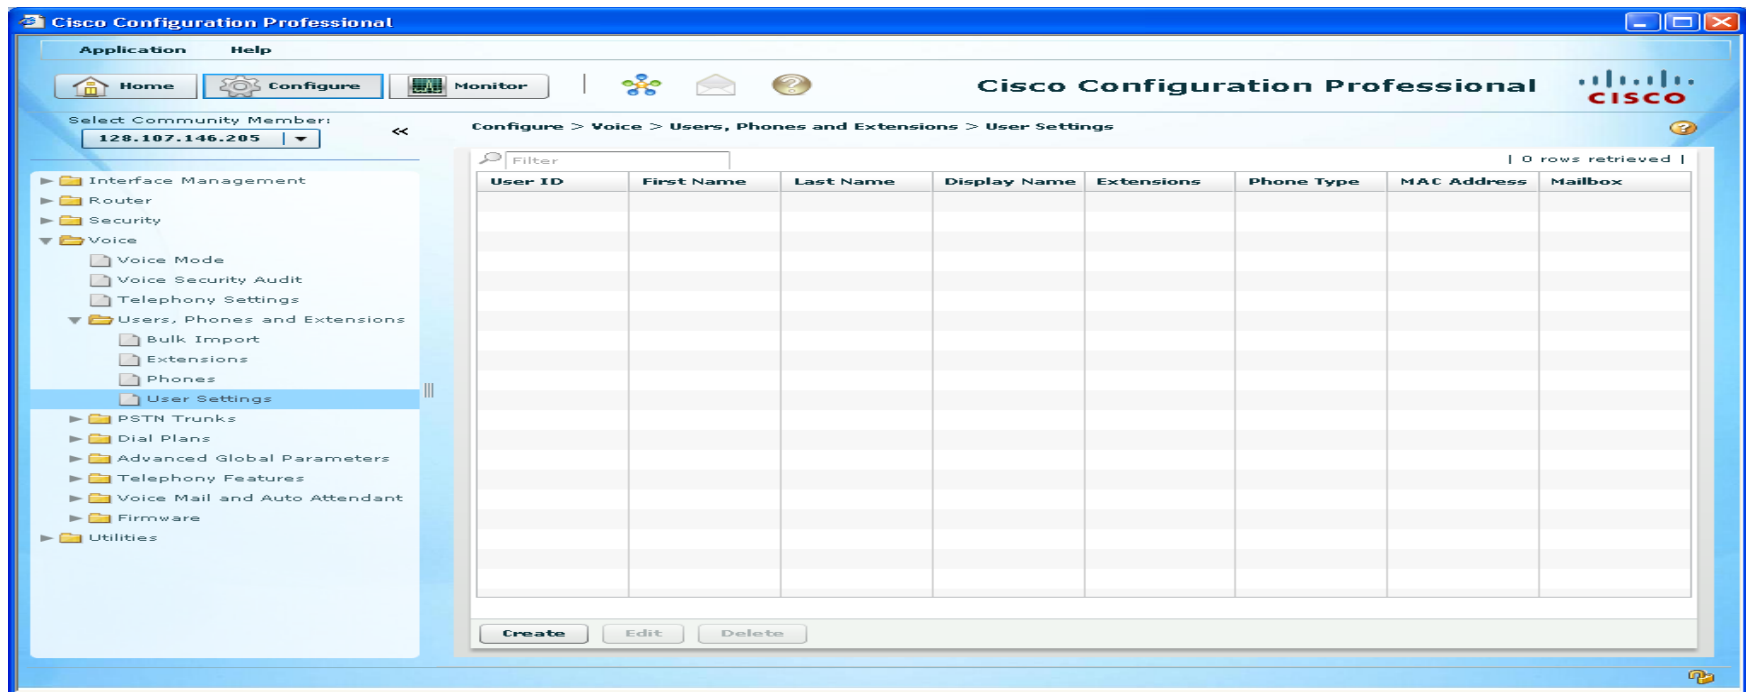 Cisco Configuration Professional
Application Help
Home Configure Monitor Cisco Configuration Professional CISCO
Select Community Member:
128.107.146.205
Configure > Voice > Users, Phones and Extensions > User Settings
Filter | 0 rows retrieved |
User ID First Name Last Name Display Name Extensions Phone Type MAC Address Mailbox
Interface Management
Router
Security
Voice
Voice Mode
Voice Security Audit
Telephony Settings
Users, Phones and Extensions
Bulk Import
Extensions
Phones
User Settings
PSTN Trunks
Dial Plans
Advanced Global Parameters
Telephony Features
Voice Mail and Auto Attendant
Firmware
Utilities
Create Edit Delete